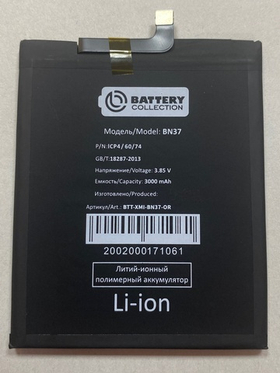 BATTERY
COLLECTION
Модель/Model: BN37
P/N:ICP4/60/74
GB/T:18287-2013
Напряжение/Voltage: 3.85 V
Емкость/Capacity: 3000 mAh
Изготовлено/Produced:
Артикул/Art.: BTT-XMI-BN37-OR
2002000171061
Литий-ионный
полимерный аккумулятор
Li-ion